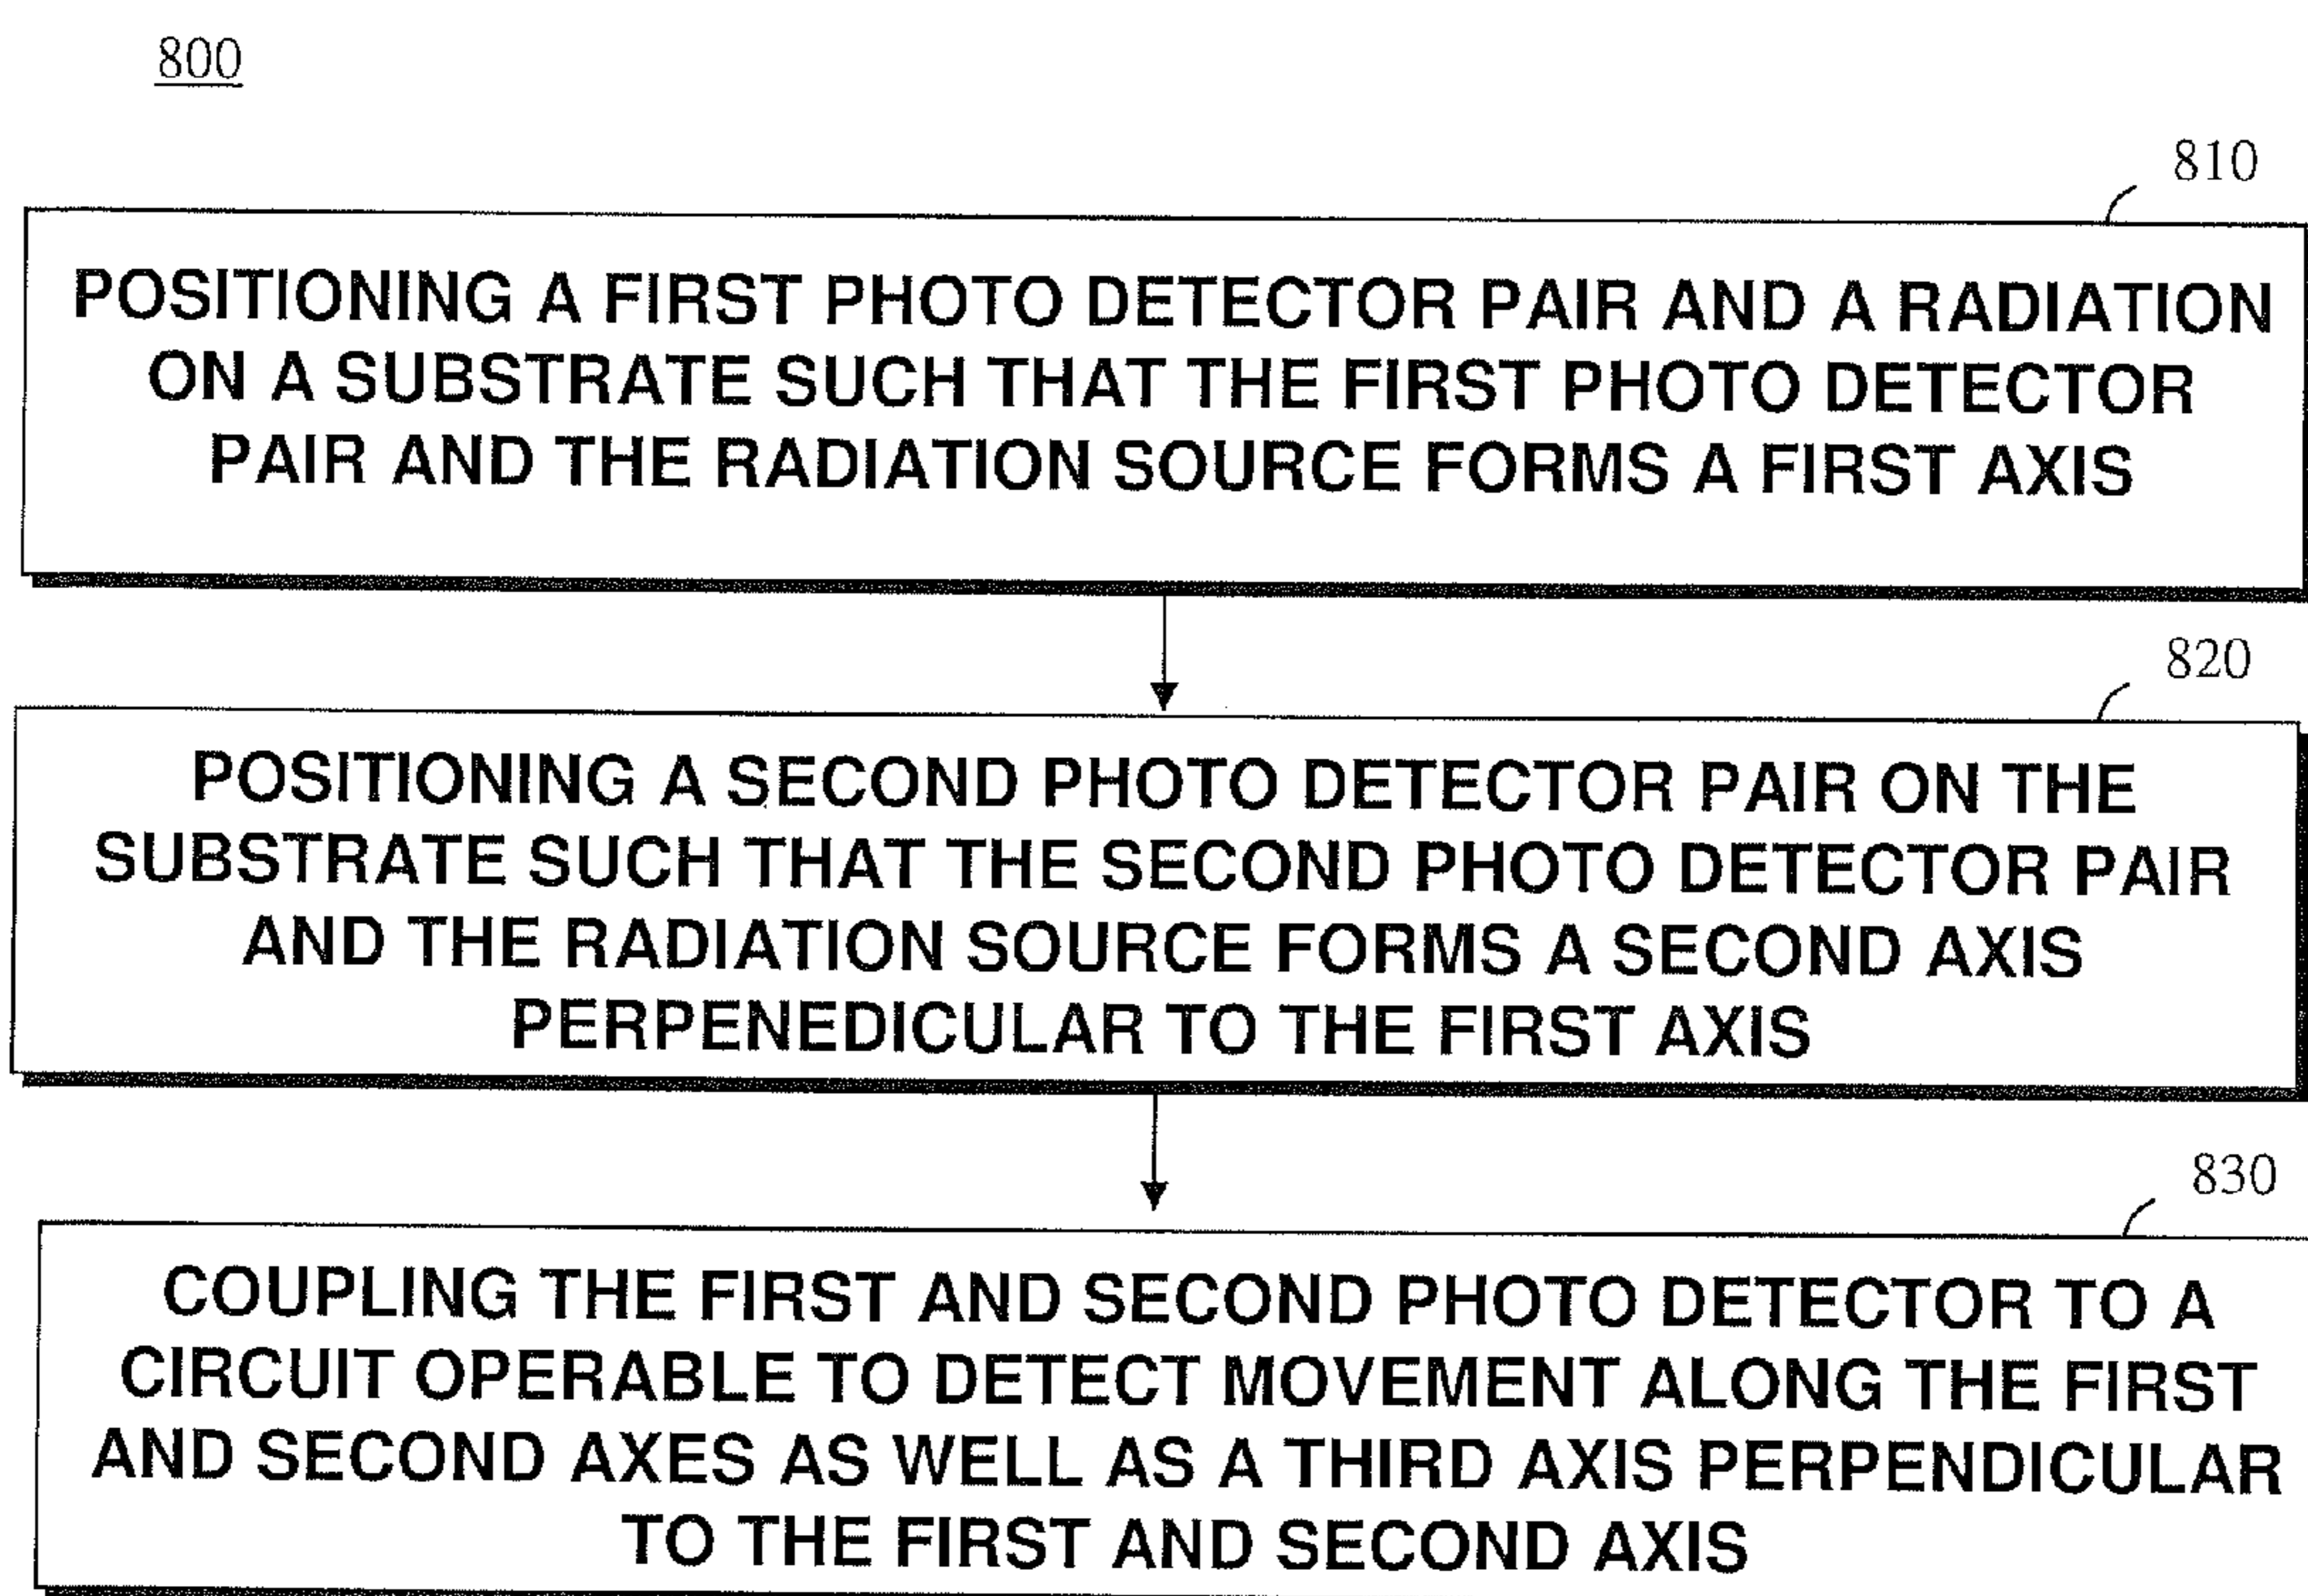 800
810
POSITIONING A FIRST PHOTO DETECTOR PAIR AND A RADIATION
ON A SUBSTRATE SUCH THAT THE FIRST PHOTO DETECTOR
PAIR AND THE RADIATION SOURCE FORMS A FIRST AXIS
820
POSITIONING A SECOND PHOTO DETECTOR PAIR ON THE
SUBSTRATE SUCH THAT THE SECOND PHOTO DETECTOR PAIR
AND THE RADIATION SOURCE FORMS A SECOND AXIS
PERPENEDICULAR TO THE FIRST AXIS
830
COUPLING THE FIRST AND SECOND PHOTO DETECTOR TO A
CIRCUIT OPERABLE TO DETECT MOVEMENT ALONG THE FIRST
AND SECOND AXES AS WELL AS A THIRD AXIS PERPENDICULAR
TO THE FIRST AND SECOND AXIS